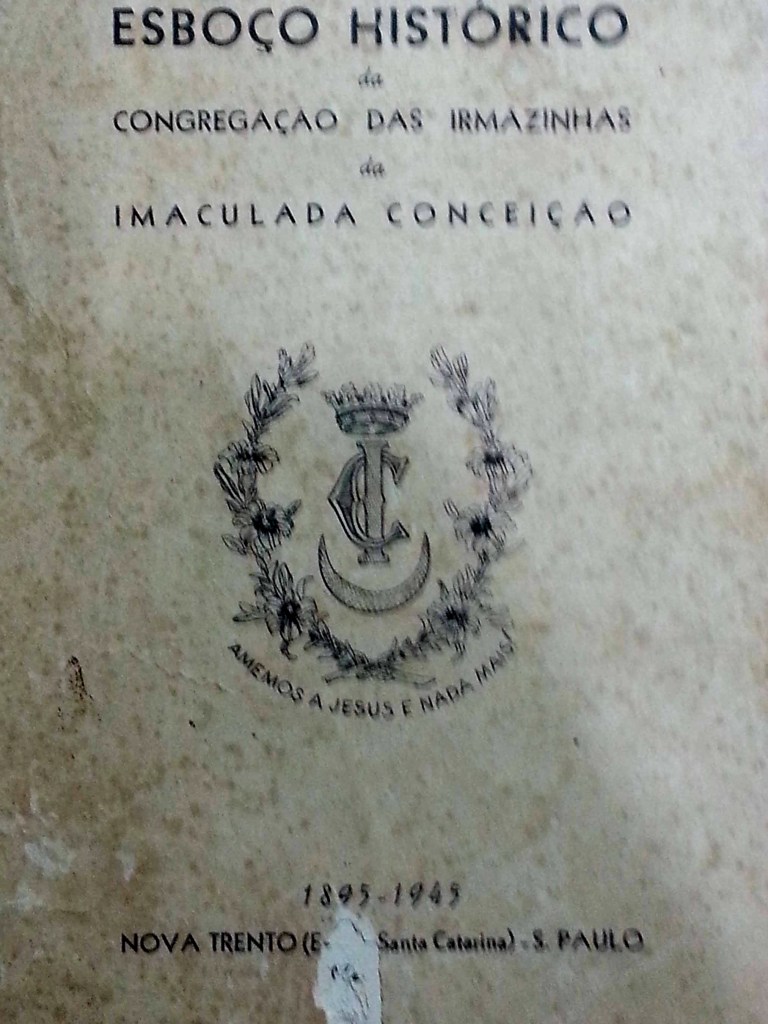 ESBOÇO HISTÓRICO
da
CONGREGAÇÃO DAS IRMAZINHAS
da
IMACULADA CONCEIÇÃO
IC
AMEMOS A JESUS E NADA MAIS!
1895-1945
NOVA TRENTO (E- Santa Catarina) - S. PAULO